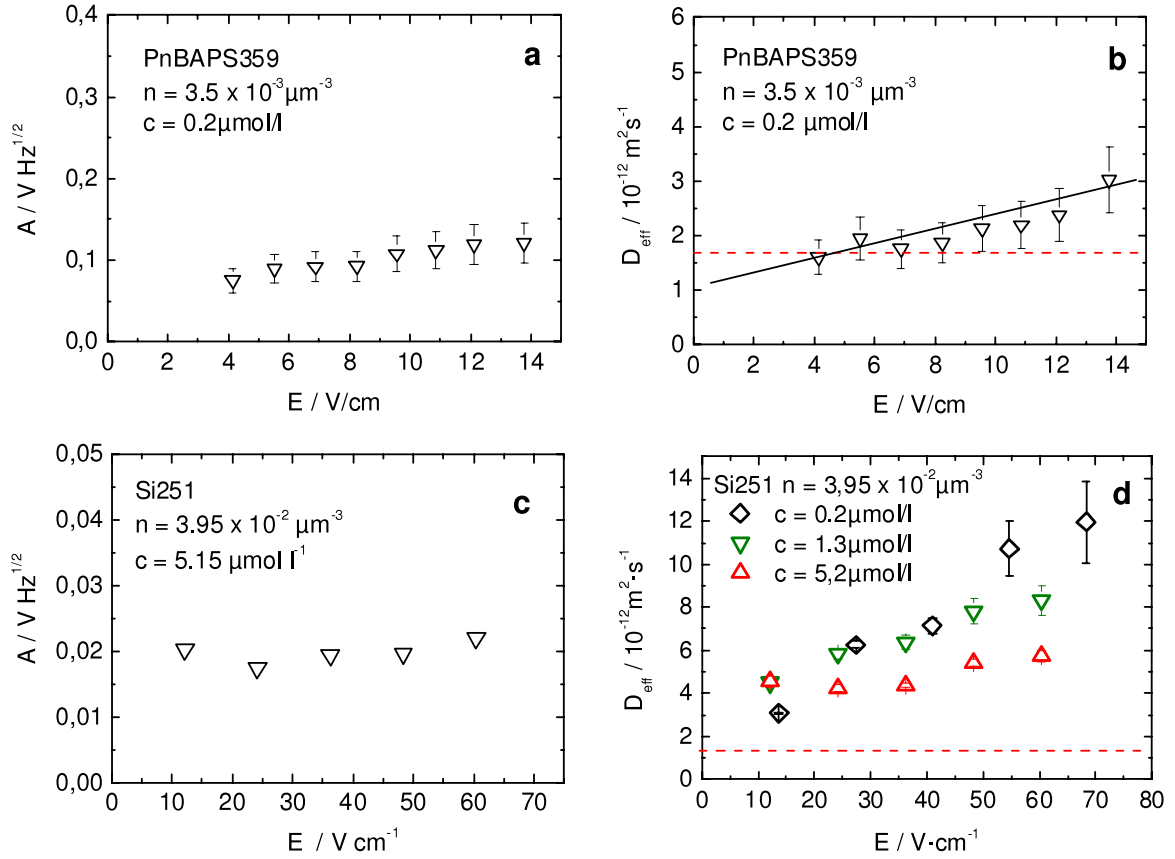 a
PnBAPS359
n = 3.5 x 10⁻³µm⁻³
c = 0.2µmol/l
A / V Hz^1/2
0,4
0,3
0,2
0,1
0,0
0 2 4 6 8 10 12 14
E / V/cm
b
PnBAPS359
n = 3.5 x 10⁻³ µm⁻³
c = 0.2 µmol/l
D_eff / 10⁻¹² m² s⁻¹
6
5
4
3
2
1
0
0 2 4 6 8 10 12 14
E / V/cm
c
Si251
n = 3.95 x 10⁻² µm⁻³
c = 5.15 µmol l⁻¹
A / V Hz^1/2
0,05
0,04
0,03
0,02
0,01
0,00
0 10 20 30 40 50 60 70
E / V cm⁻¹
d
Si251 n = 3,95 x 10⁻²µm⁻³
c = 0.2µmol/l
c = 1.3µmol/l
c = 5,2µmol/l
D_eff / 10⁻¹² m²·s⁻¹
14
12
10
8
6
4
2
0
0 10 20 30 40 50 60 70 80
E / V·cm⁻¹